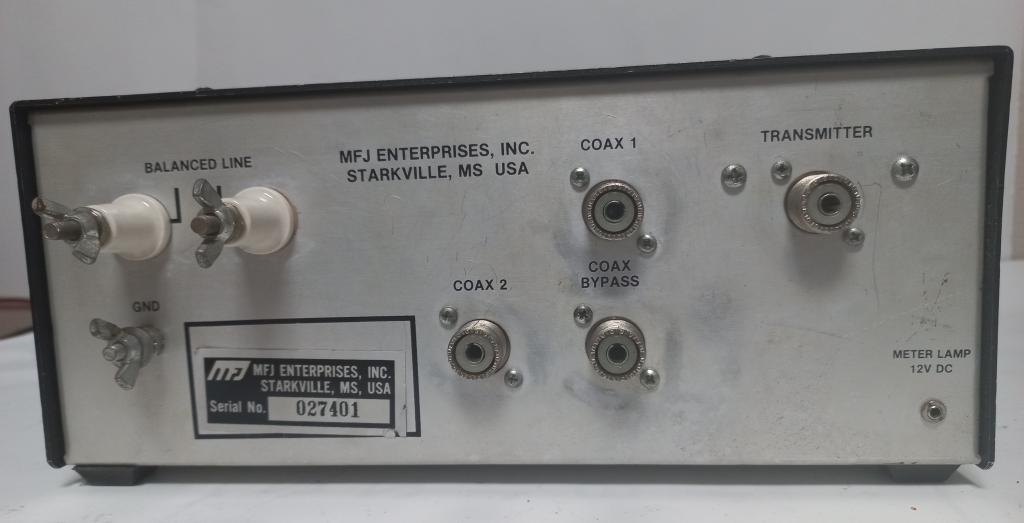 BALANCED LINE
MFJ ENTERPRISES, INC.
STARKVILLE, MS USA
COAX 1
TRANSMITTER
GND
COAX 2
COAX
BYPASS
METER LAMP
12V DC
MFJ
MFJ ENTERPRISES, INC.
STARKVILLE, MS, USA
Serial No. 027401